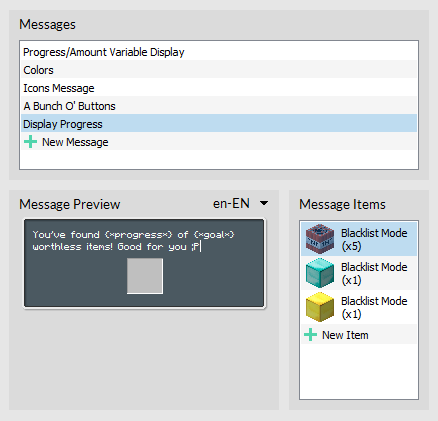 Messages
Progress/Amount Variable Display
Colors
Icons Message
A Bunch O' Buttons
Display Progress
New Message
Message Preview
en-EN
You've found (*progress*) of (*goal*)
worthless items! Good for you ;P
Message Items
Blacklist Mode
(x5)
Blacklist Mode
(x1)
Blacklist Mode
(x1)
New Item